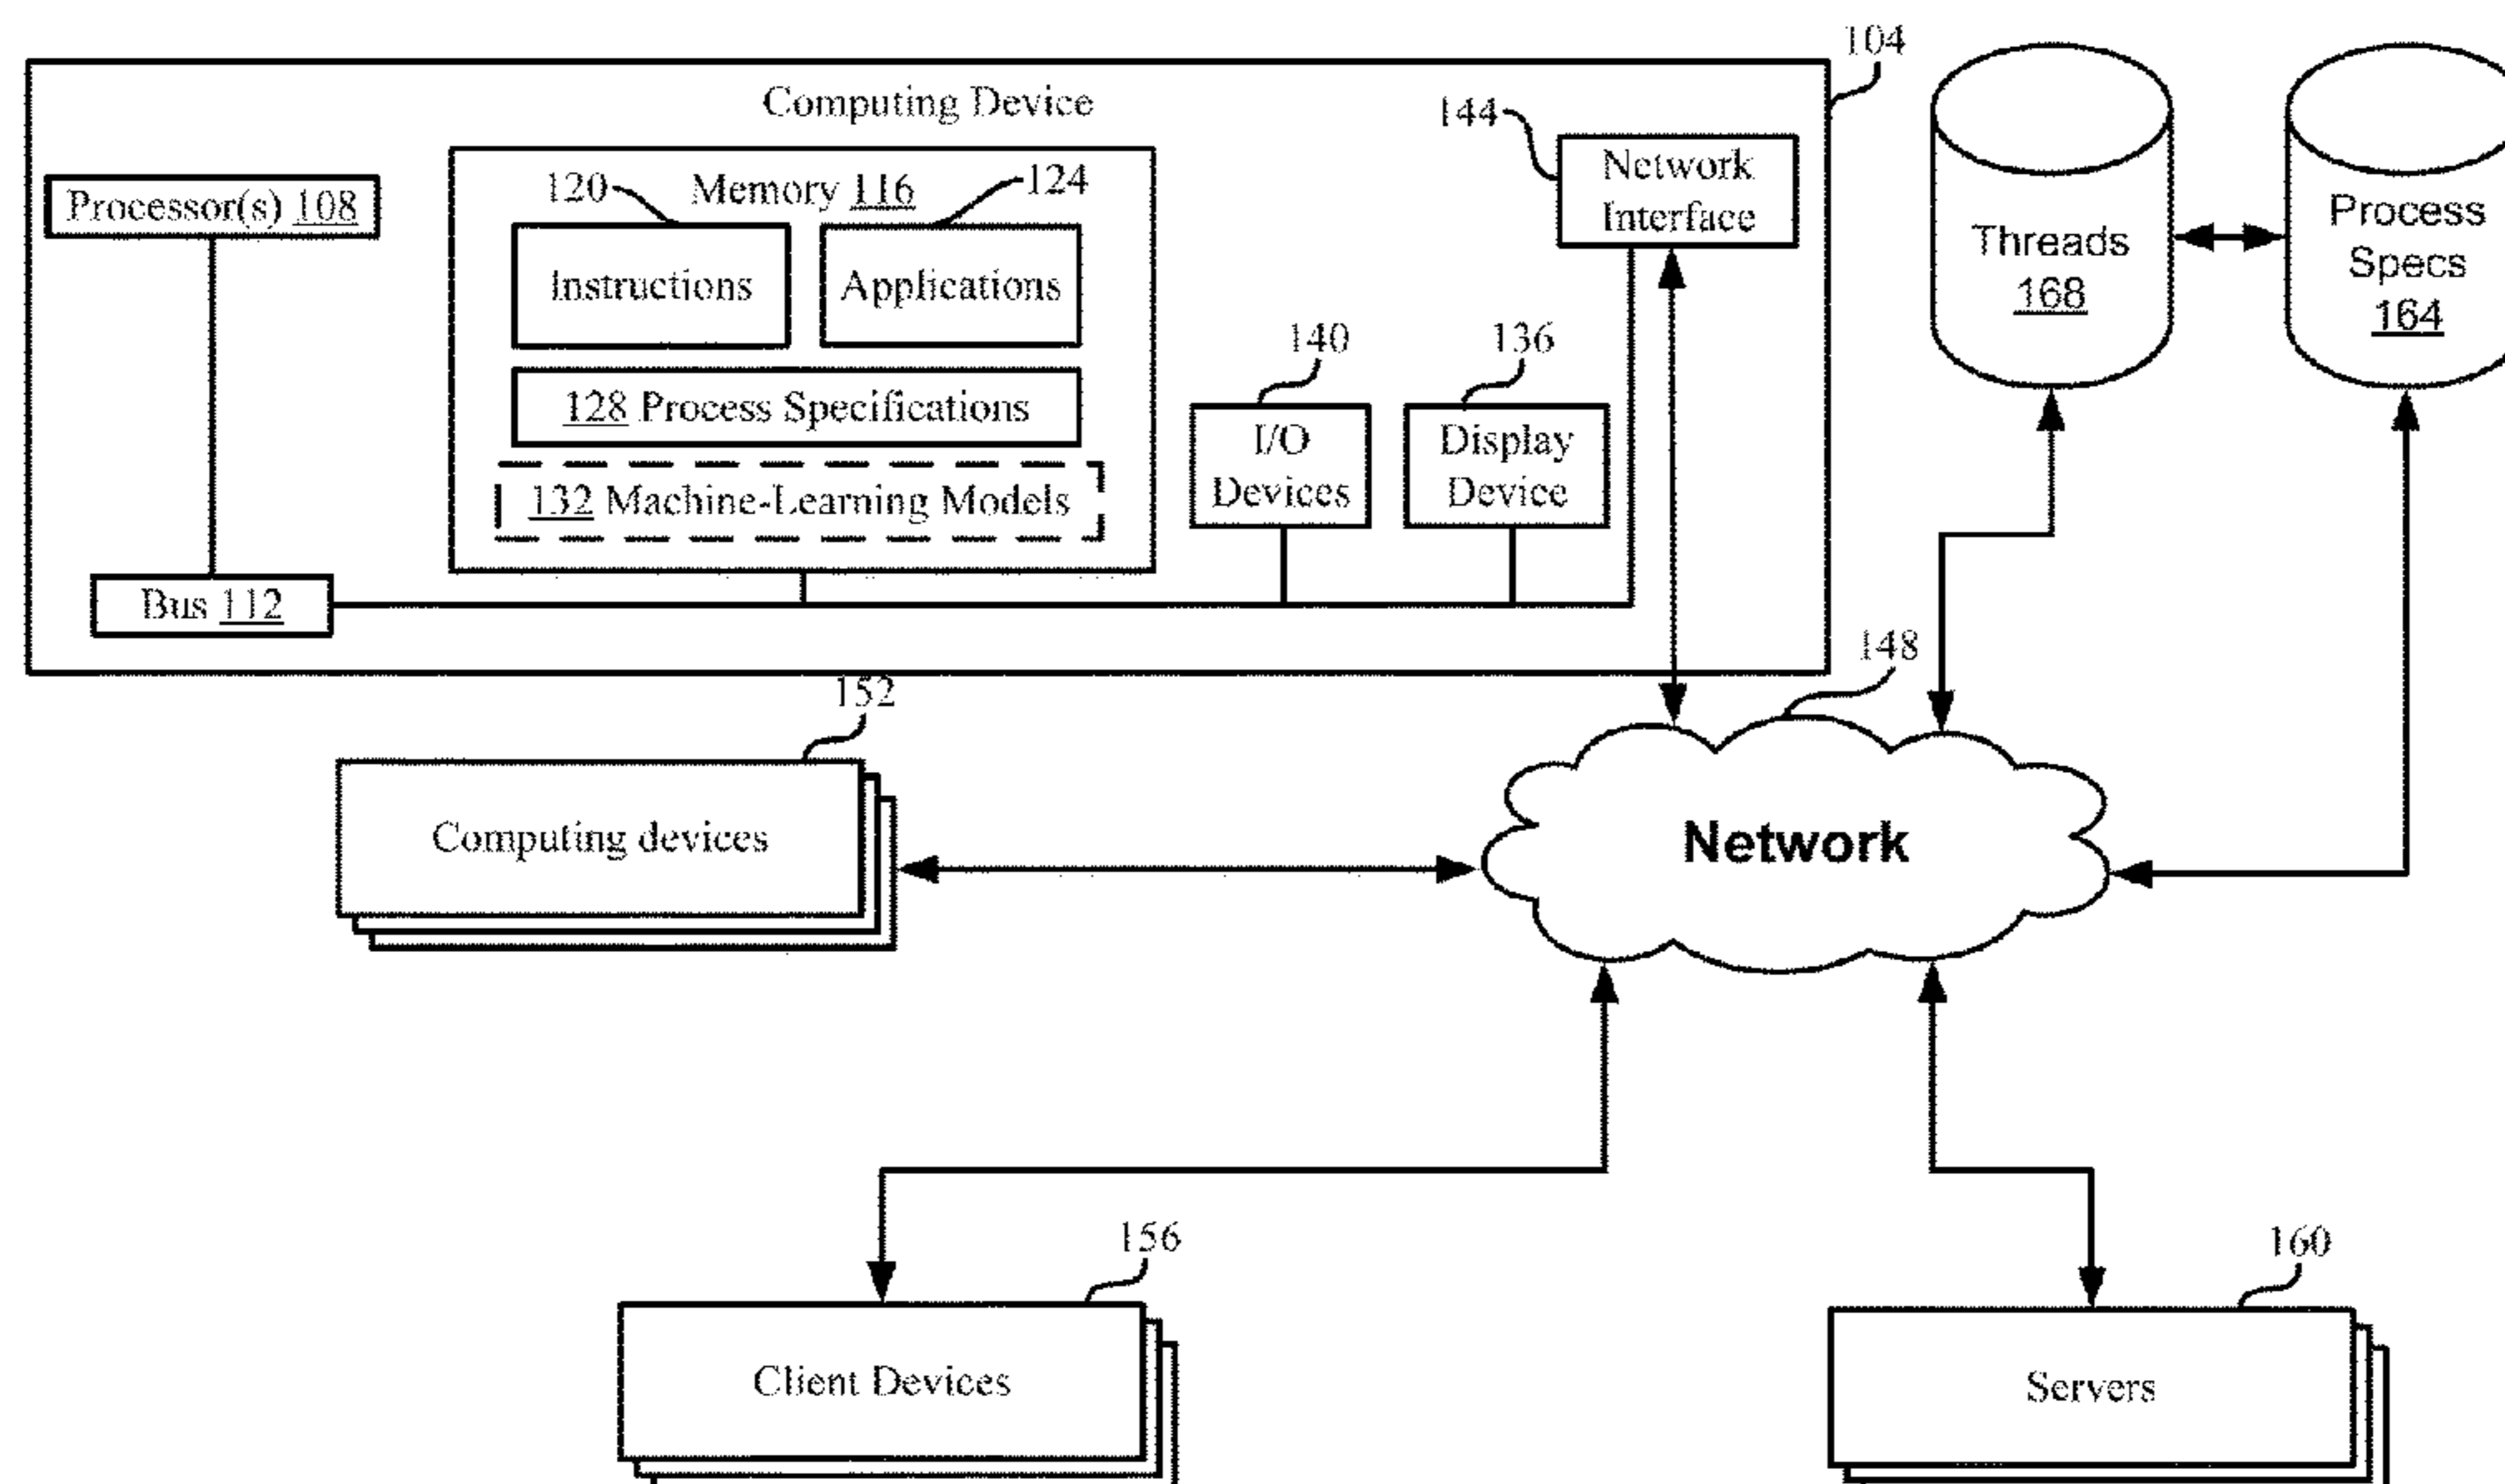 104
Computing Device
144
Network
Interface
Processor(s) 108
120
Memory 116
124
Instructions
Applications
128 Process Specifications
132 Machine-Learning Models
140
I/O
Devices
136
Display
Device
Bus 112
Threads
168
Process
Specs
164
152
Computing devices
148
Network
156
Client Devices
160
Servers